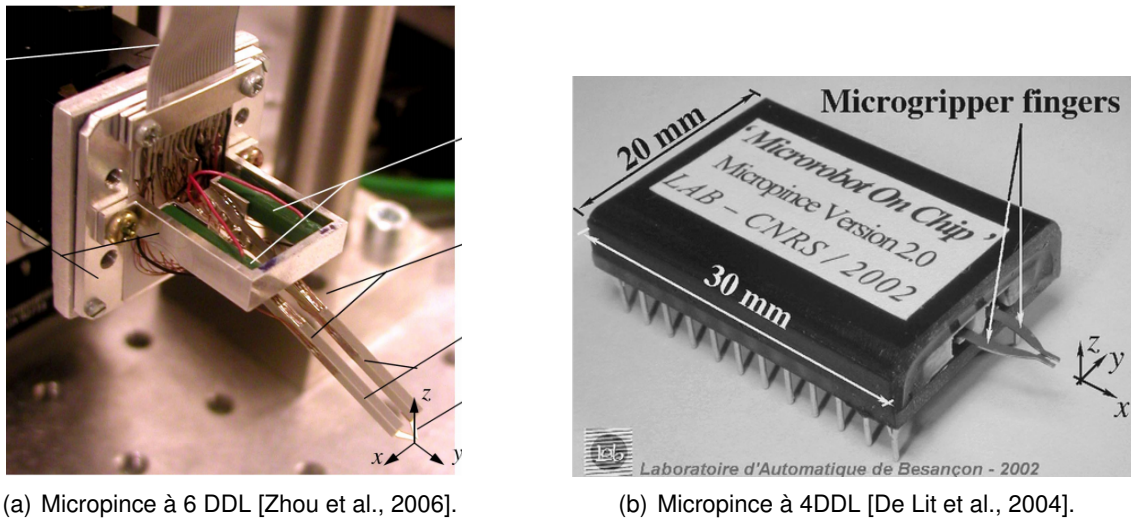 z
x
y
(a) Micropince à 6 DDL [Zhou et al., 2006].
Microgripper fingers
20 mm
'Microrobot On Chip'
Micropince Version 2.0
LAB - CNRS / 2002
30 mm
z
y
x
lab
Laboratoire d'Automatique de Besançon - 2002
(b) Micropince à 4DDL [De Lit et al., 2004].